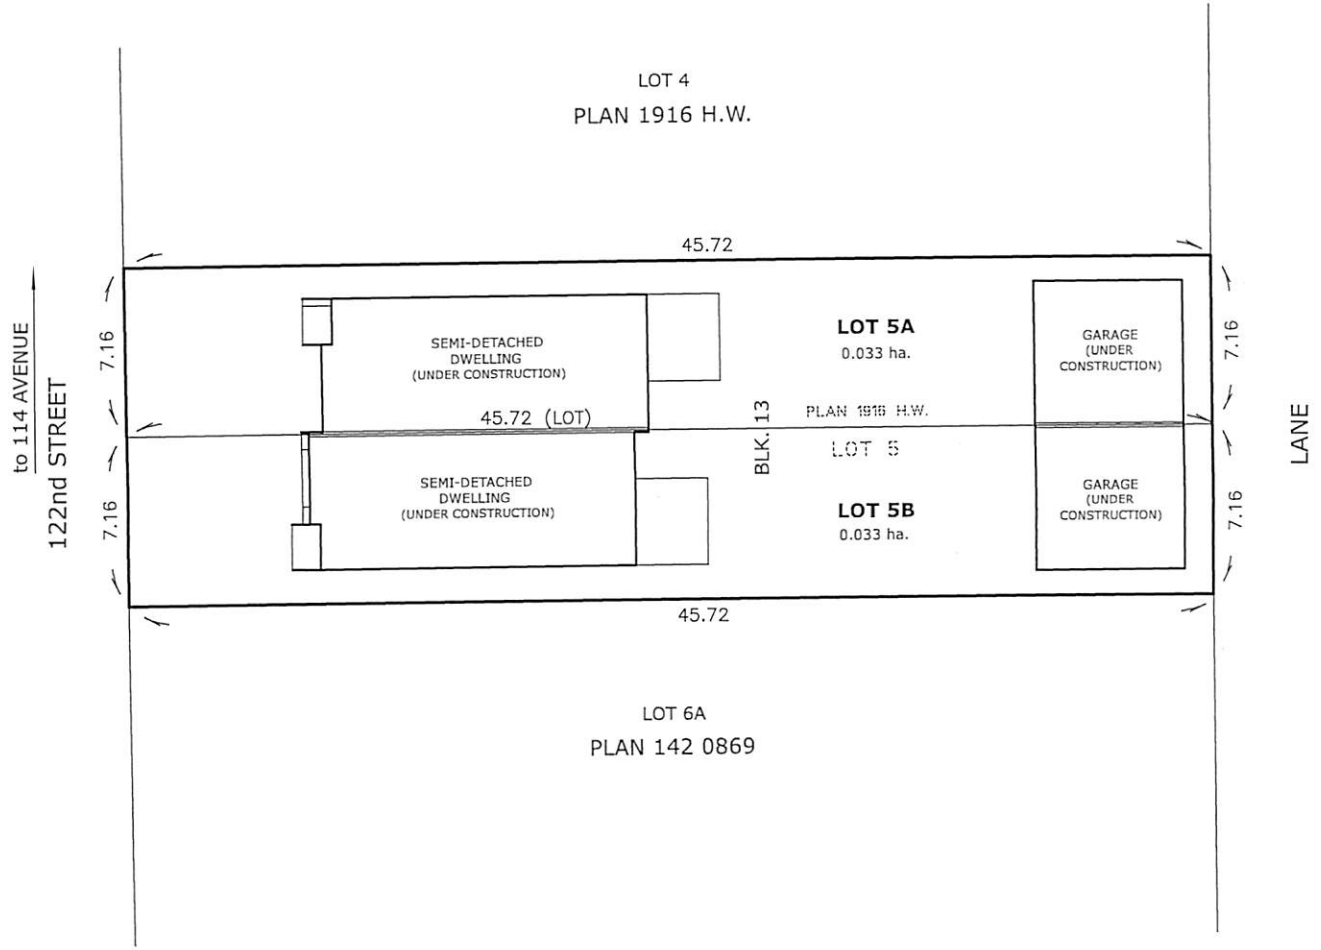 LOT 4
PLAN 1916 H.W.
45.72
7.16
7.16
to 114 AVENUE
122nd STREET
SEMI-DETACHED
DWELLING
(UNDER CONSTRUCTION)
LOT 5A
0.033 ha.
GARAGE
(UNDER
CONSTRUCTION)
45.72 (LOT)
BLK. 13
PLAN 1916 H.W.
LOT 5
LANE
7.16
SEMI-DETACHED
DWELLING
(UNDER CONSTRUCTION)
LOT 5B
0.033 ha.
GARAGE
(UNDER
CONSTRUCTION)
7.16
45.72
LOT 6A
PLAN 142 0869